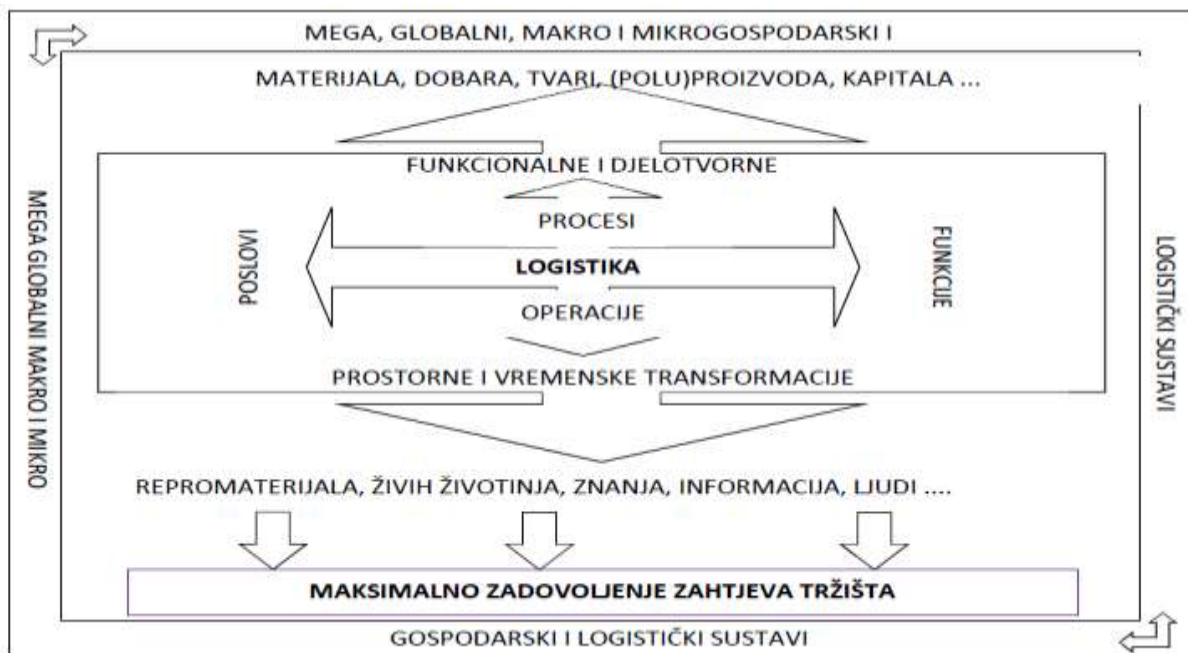 MEGA, GLOBALNI, MAKRO I MIKROGOSPODARSKI I
MATERIJALA, DOBARA, TVARI, (POLU)PROIZVODA, KAPITALA ...
FUNKCIONALNE I DJELOTVORNE
PROCESI
MEGA GLOBALNI MAKRO I MIKRO
POSLOVI
LOGISTIKA
FUNKCIJE
LOGISTIČKI SUSTAVI
OPERACIJE
PROSTORNE I VREMENSKE TRANSFORMACIJE
REPROMATERIJALA, ŽIVIH ŽIVOTINJA, ZNANJA, INFORMACIJA, LJUDI ....
MAKSIMALNO ZADOVOLJENJE ZAHTJEVA TRŽIŠTA
GOSPODARSKI I LOGISTIČKI SUSTAVI